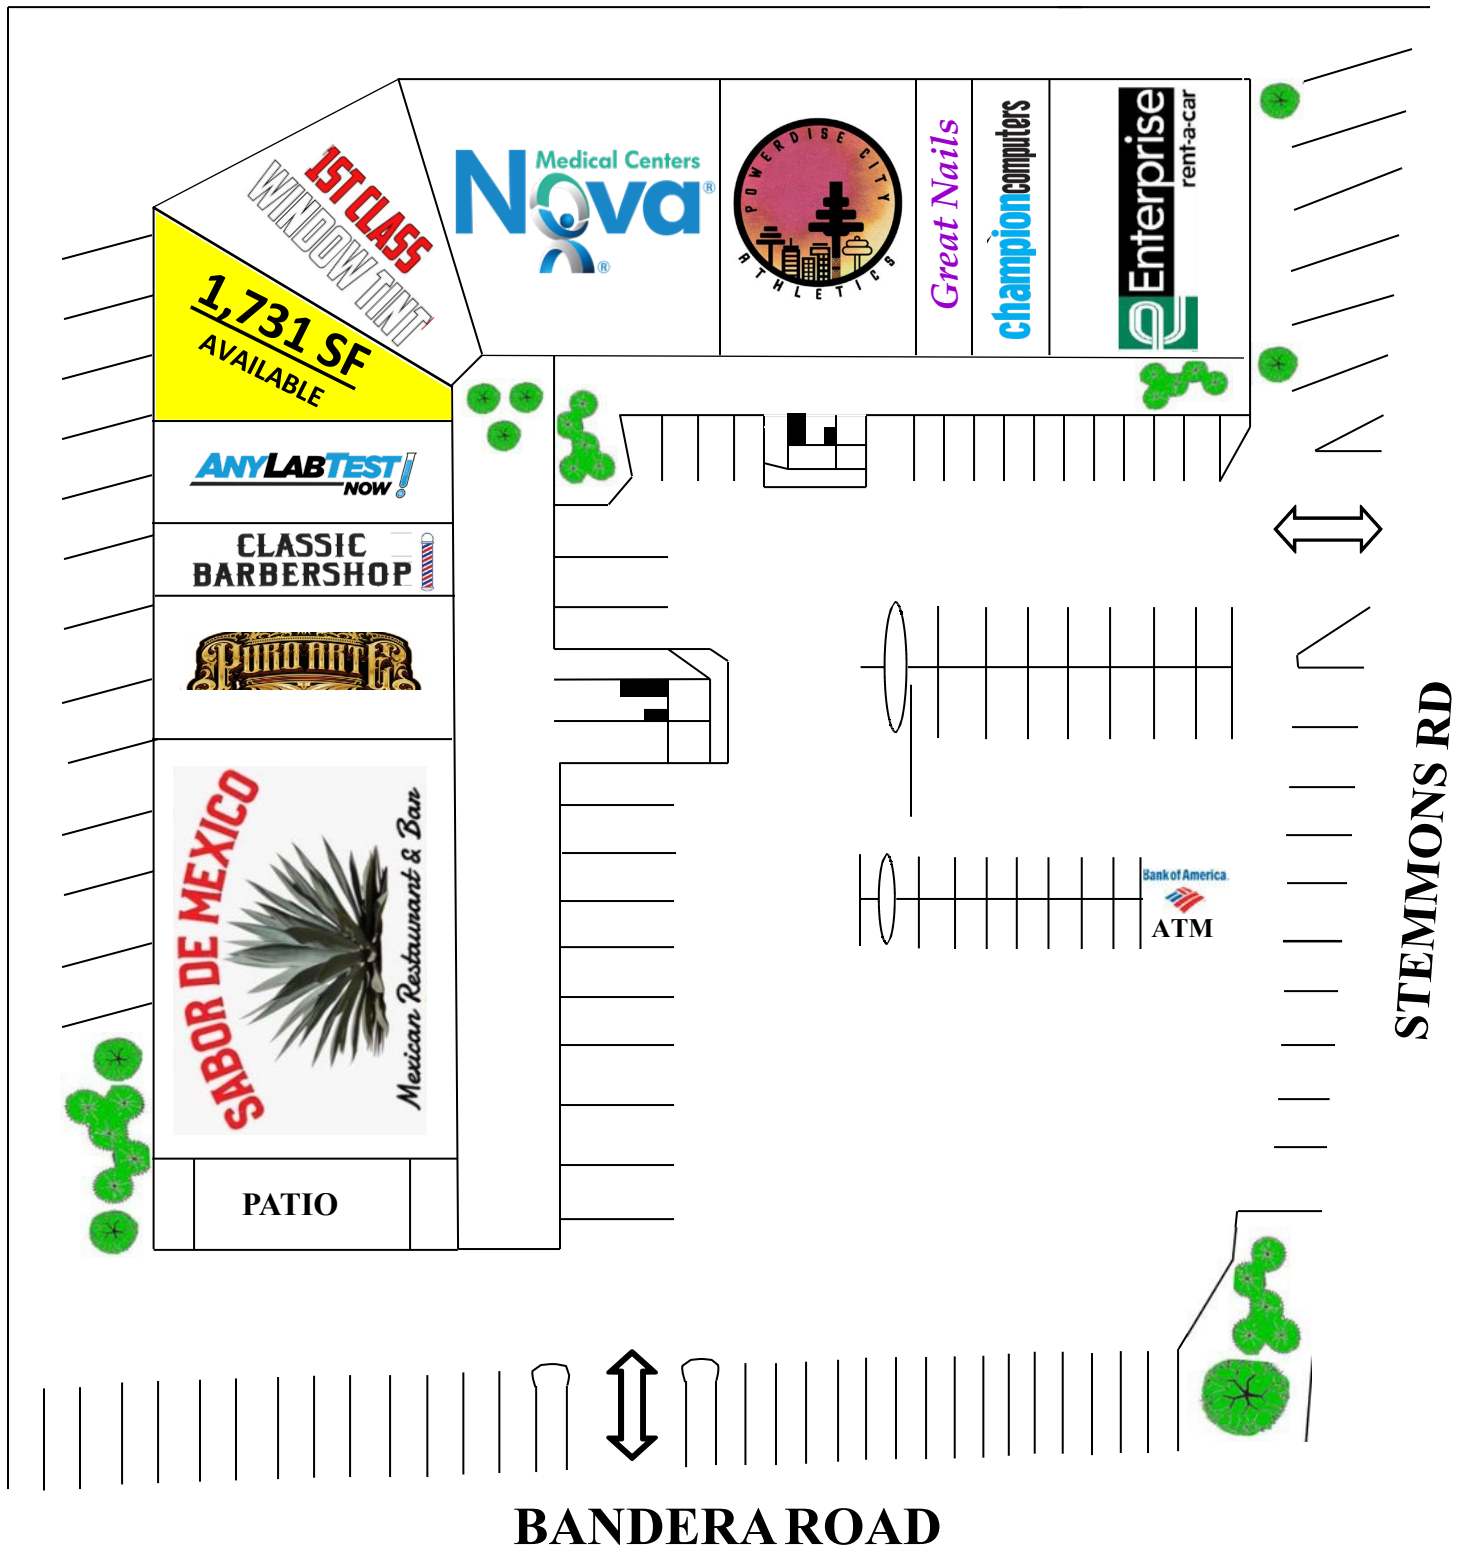 1ST CLASS
WINDOW TINT
Medical Centers
Nova®
®
POWERDISE CITY
ATHLETICS
Great Nails
championcomputers
Enterprise
rent-a-car
1,731 SF
AVAILABLE
ANYLABTEST!
NOW
CLASSIC
BARBERSHOP
PURO ARTE
SABOR DE MEXICO
Mexican Restaurant & Bar
PATIO
Bank of America
ATM
STEMMONS RD
BANDERA ROAD